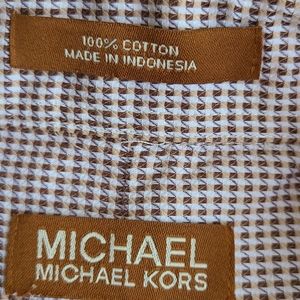 100% COTTON
MADE IN INDONESIA
MICHAEL
MICHAEL KORS